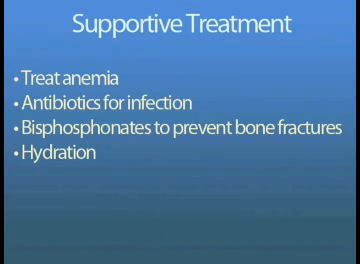 Supportive Treatment
• Treat anemia
• Antibiotics for infection
• Bisphosphonates to prevent bone fractures
• Hydration